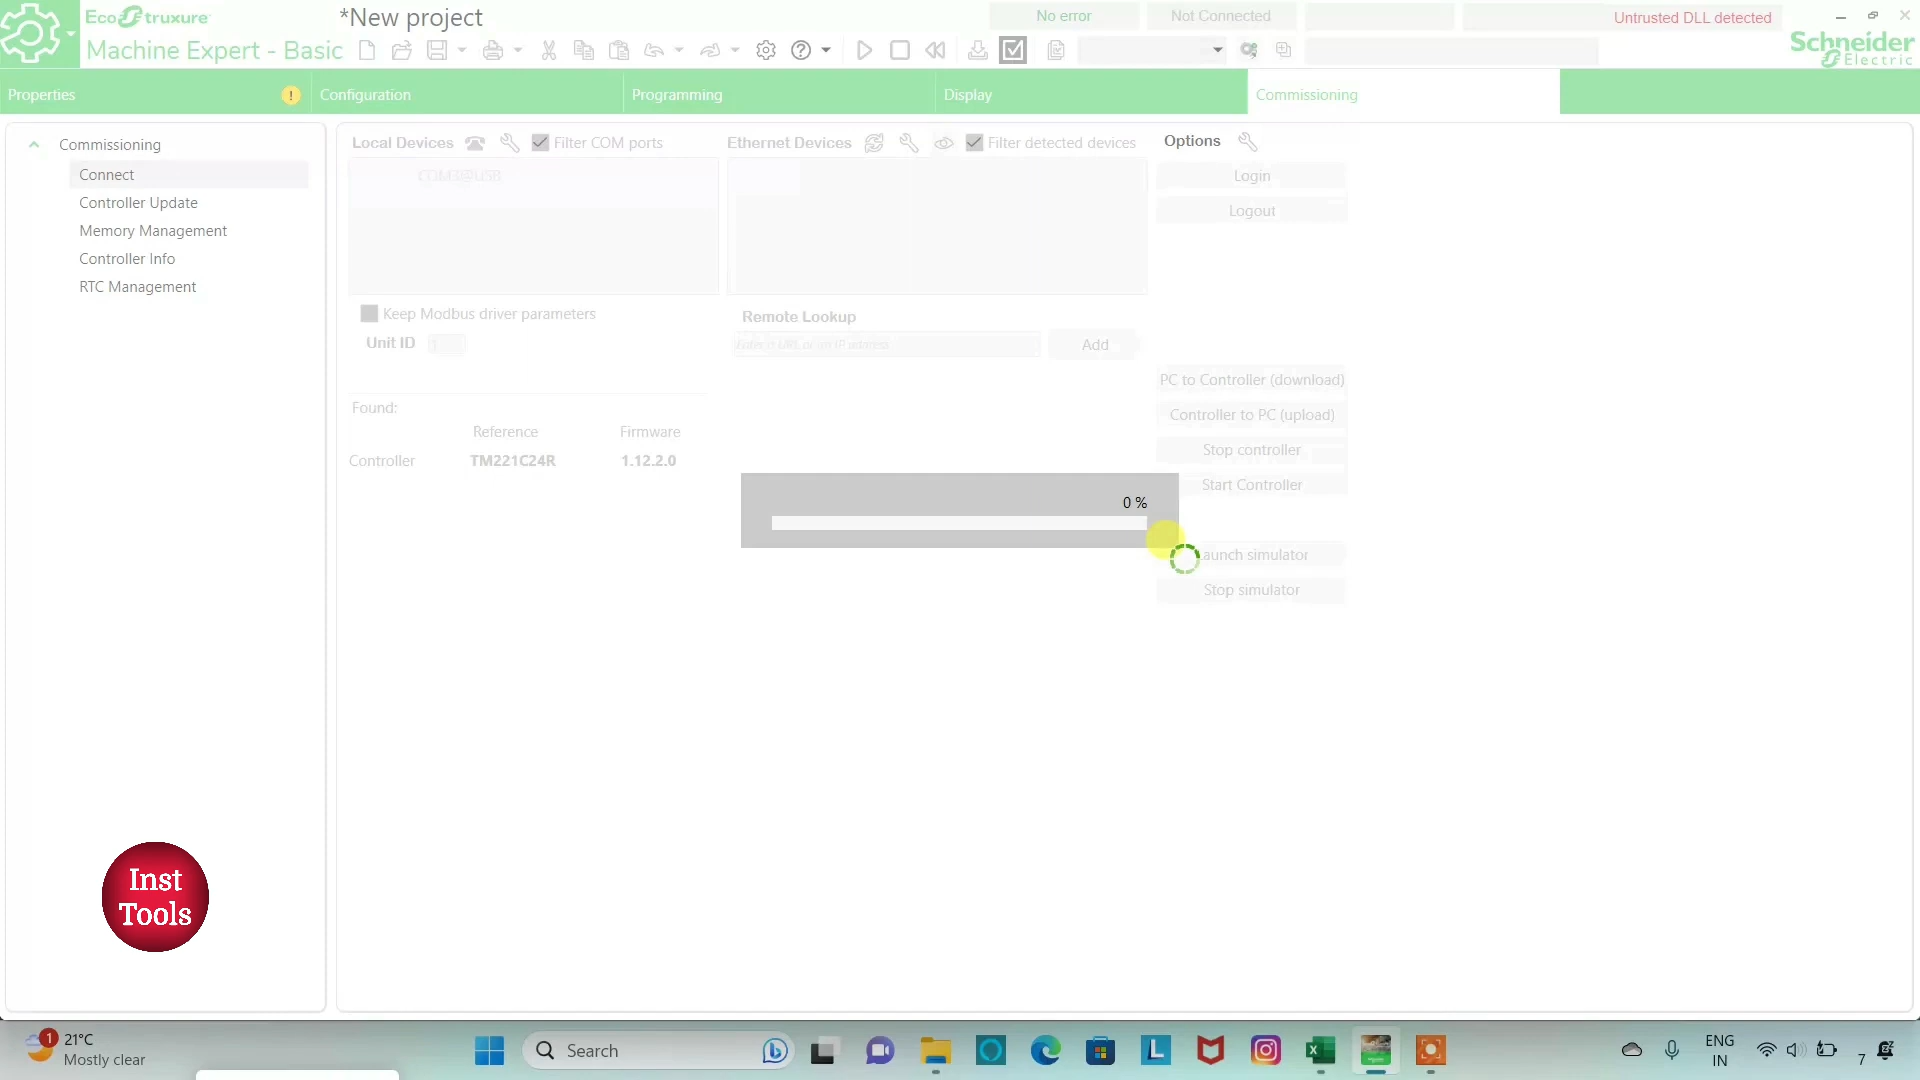 EcoStruxure
Machine Expert - Basic
*New project
No error
Not Connected
Untrusted DLL detected
Schneider
Electric
Properties
!
Configuration
Programming
Display
Commissioning
Commissioning
Connect
Controller Update
Memory Management
Controller Info
RTC Management
Local Devices
Filter COM ports
Ethernet Devices
Filter detected devices
Options
Login
Logout
Keep Modbus driver parameters
Unit ID
1
Remote Lookup
Add
Found:
Reference
Firmware
Controller
TM221C24R
1.12.2.0
PC to Controller (download)
Controller to PC (upload)
Stop controller
Start Controller
0 %
aunch simulator
Stop simulator
Inst
Tools
1
21°C
Mostly clear
Search
ENG
IN
7